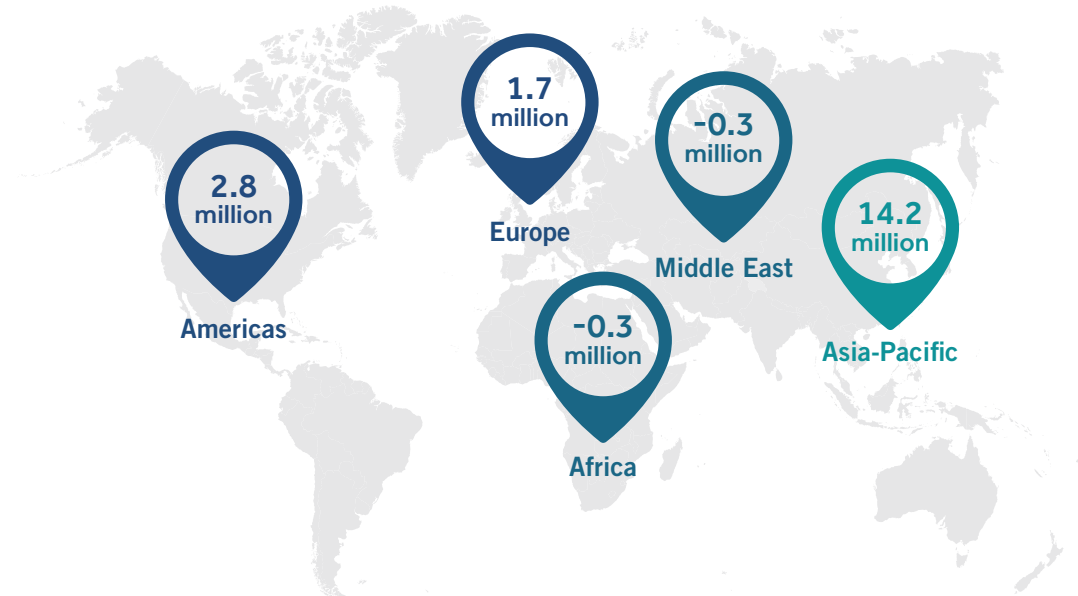 1.7
million
Europe
-0.3
million
Middle East
2.8
million
Americas
14.2
million
Asia-Pacific
-0.3
million
Africa